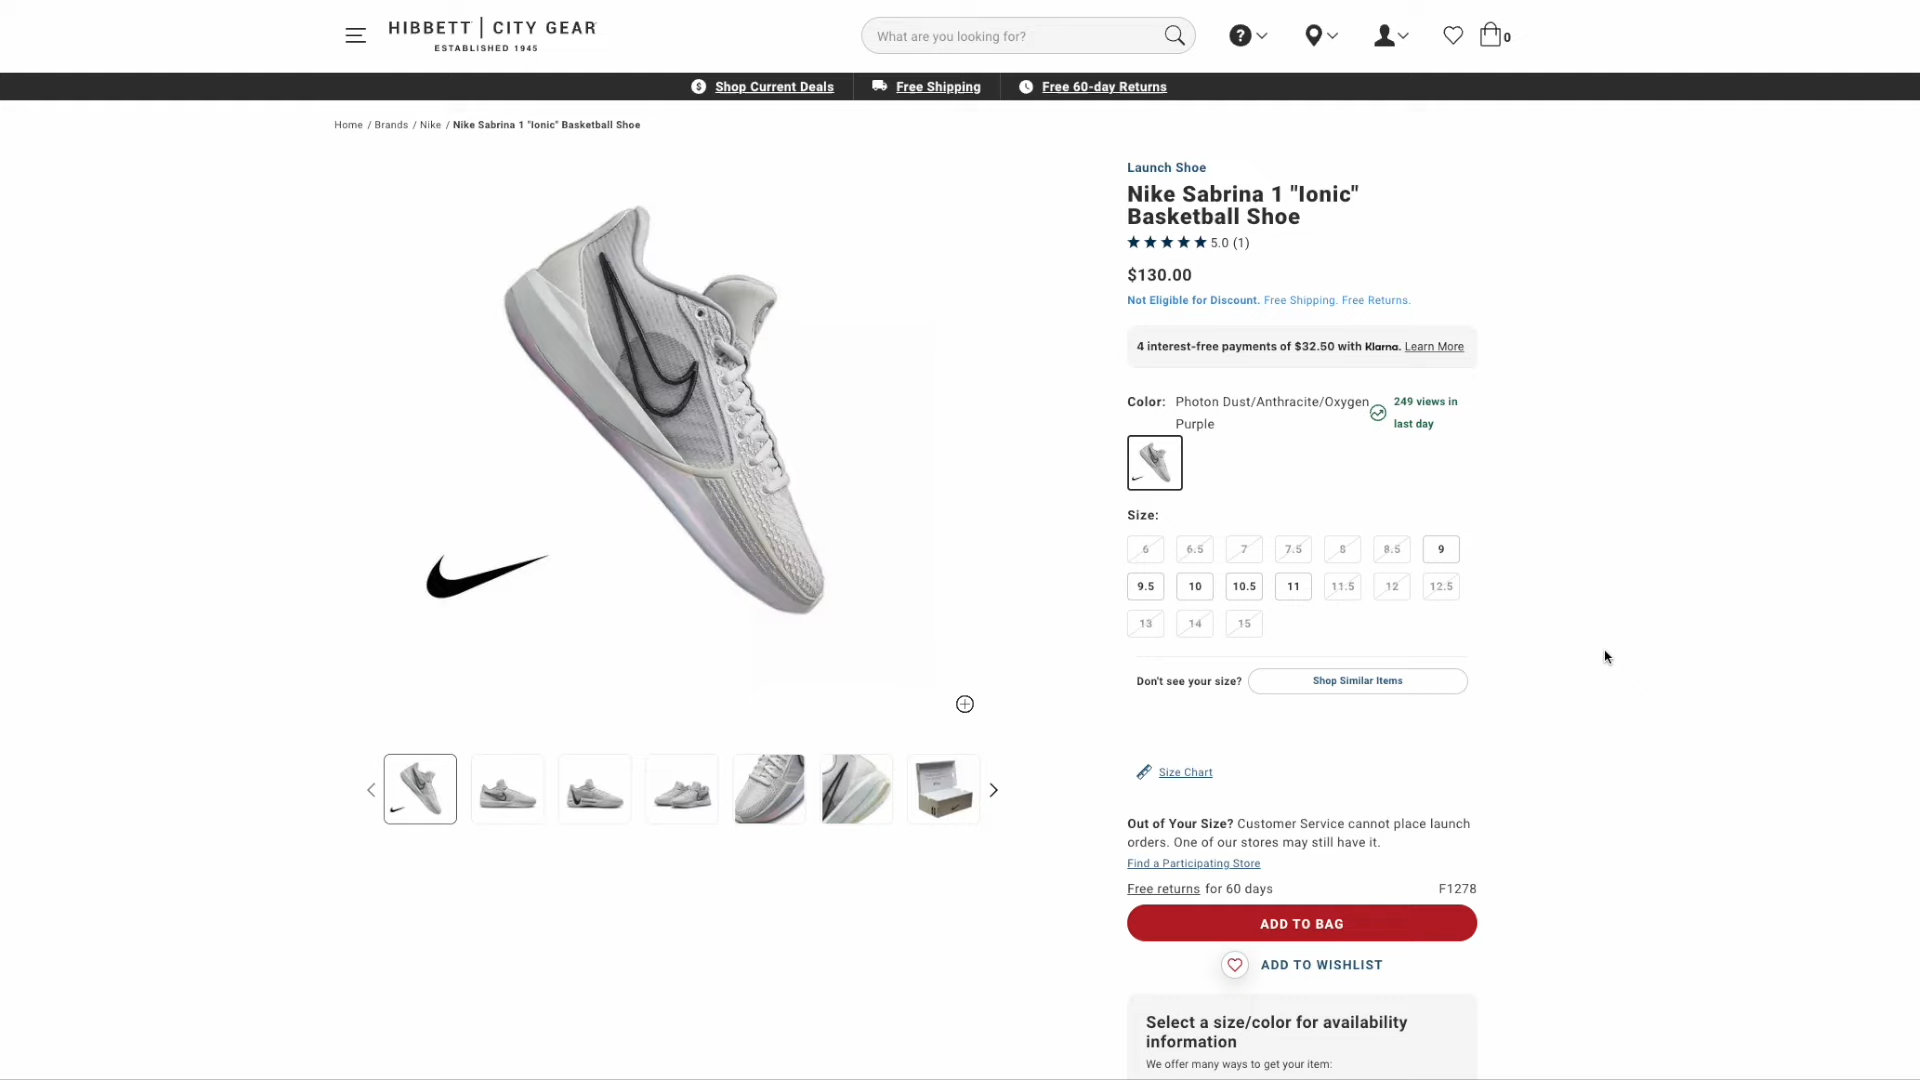 HIBBETT | CITY GEAR
ESTABLISHED 1945
What are you looking for?
0
Shop Current Deals
Free Shipping
Free 60-day Returns
Home / Brands / Nike / Nike Sabrina 1 "Ionic" Basketball Shoe
Launch Shoe
Nike Sabrina 1 "Ionic"
Basketball Shoe
5.0 (1)
$130.00
Not Eligible for Discount. Free Shipping. Free Returns.
4 interest-free payments of $32.50 with Klarna. Learn More
Color: Photon Dust/Anthracite/Oxygen
Purple
249 views in
last day
Size:
6 6.5 7 7.5 8 8.5 9
9.5 10 10.5 11 11.5 12 12.5
13 14 15
Don't see your size? Shop Similar Items
Size Chart
Out of Your Size? Customer Service cannot place launch
orders. One of our stores may still have it.
Find a Participating Store
Free returns for 60 days F1278
ADD TO BAG
ADD TO WISHLIST
Select a size/color for availability
information
We offer many ways to get your item: